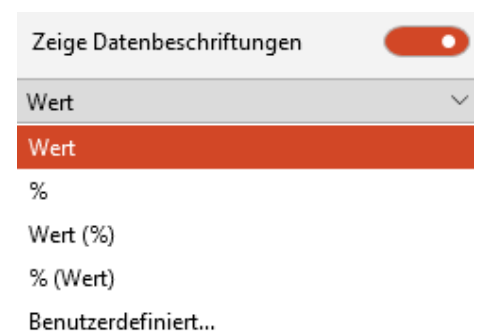 Zeige Datenbeschriftungen
Wert
Wert
%
Wert (%)
% (Wert)
Benutzerdefiniert...